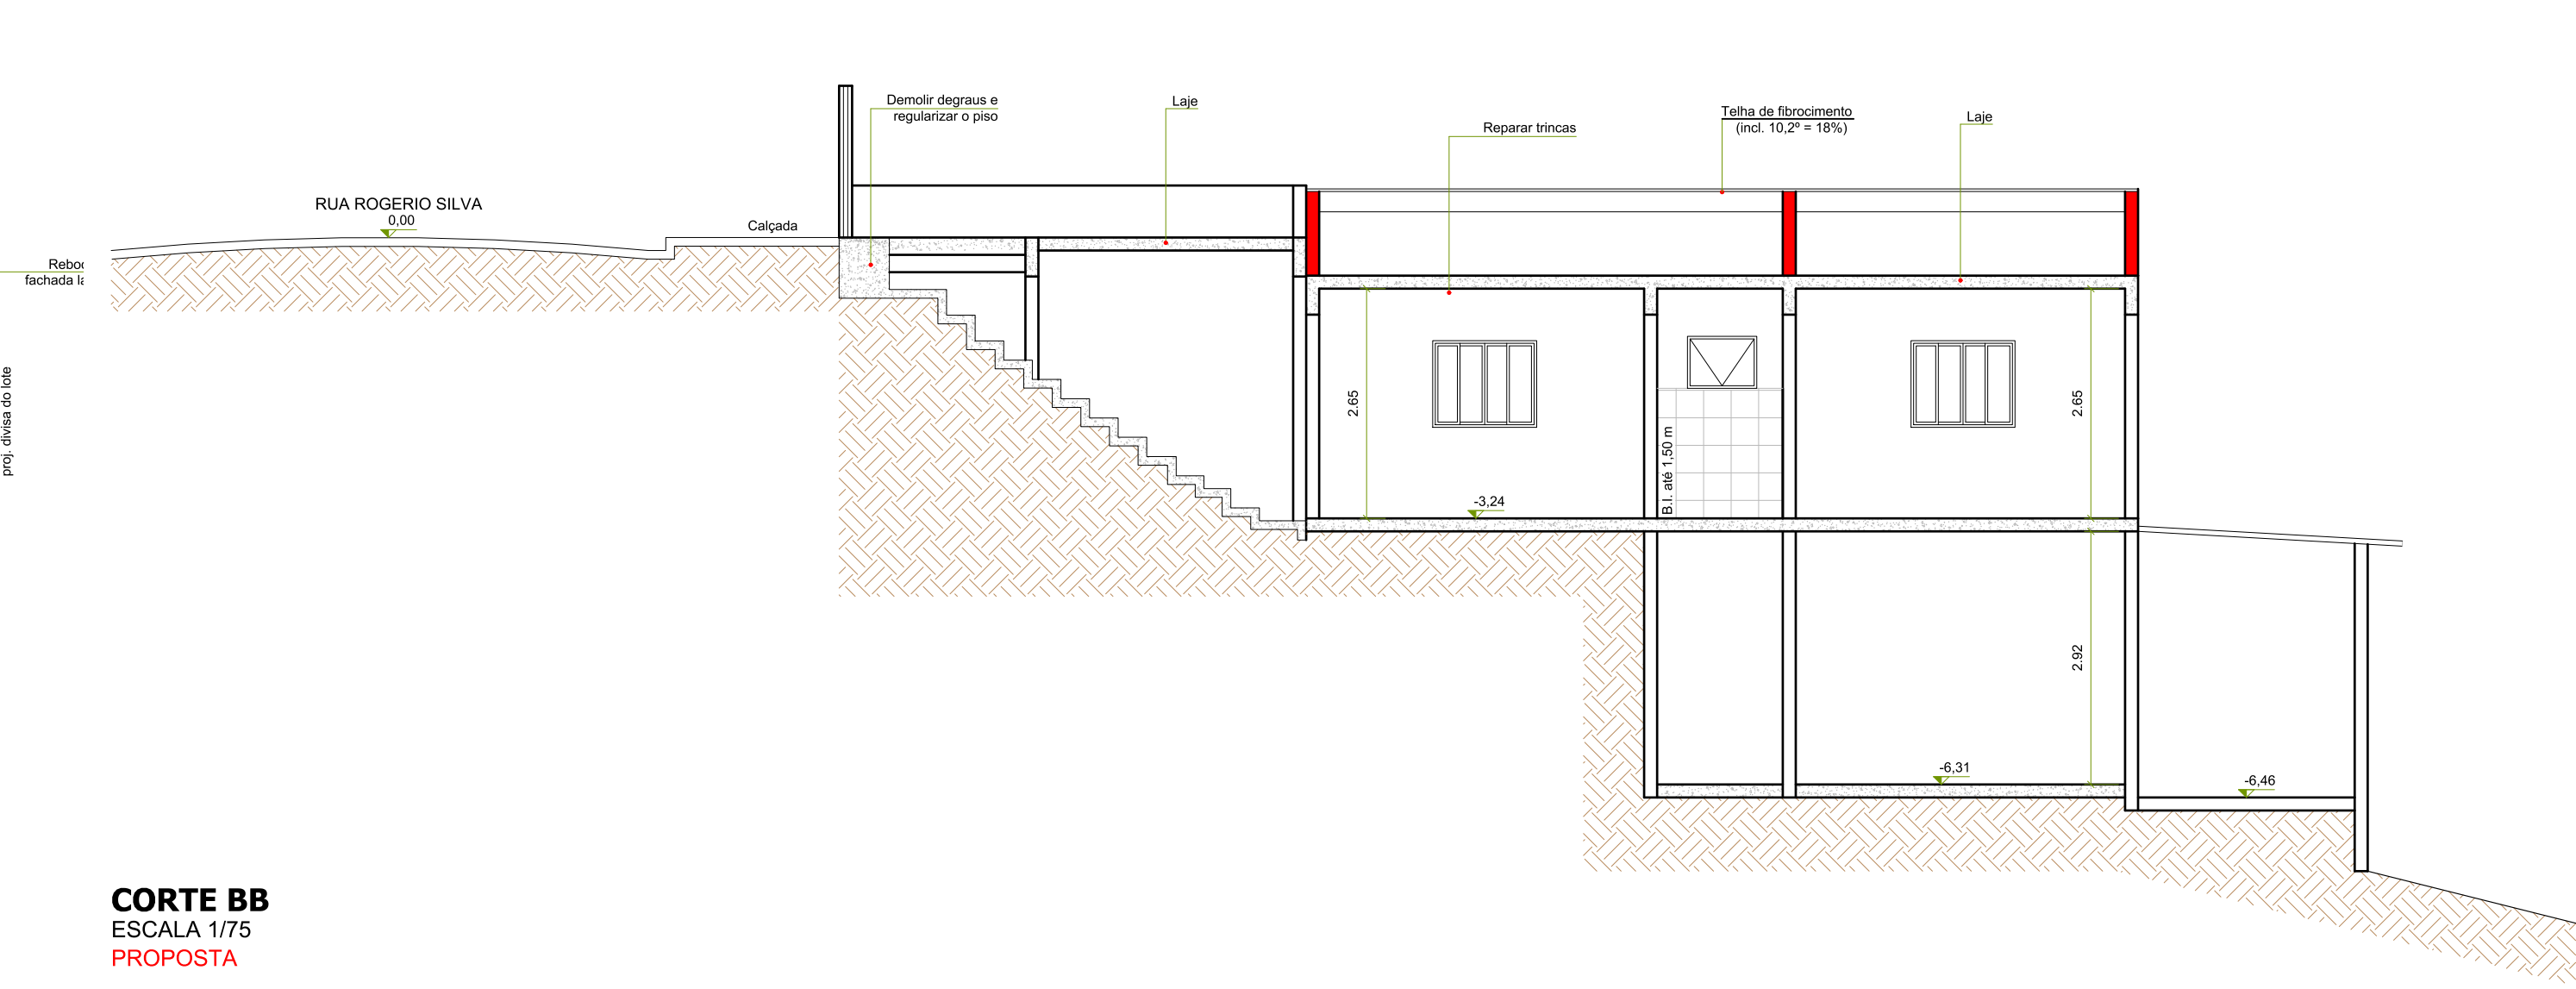 Demolir degraus e
regularizar o piso
Laje
Reparar trincas
Telha de fibrocimento
(incl. 10,2º = 18%)
Laje
RUA ROGERIO SILVA
0,00
Calçada
fachada
proj. divisa do lote
2.65
-3,24
B.I. até 1,50 m
2.65
2.92
-6,31
-6,46
CORTE BB
ESCALA 1/75
PROPOSTA